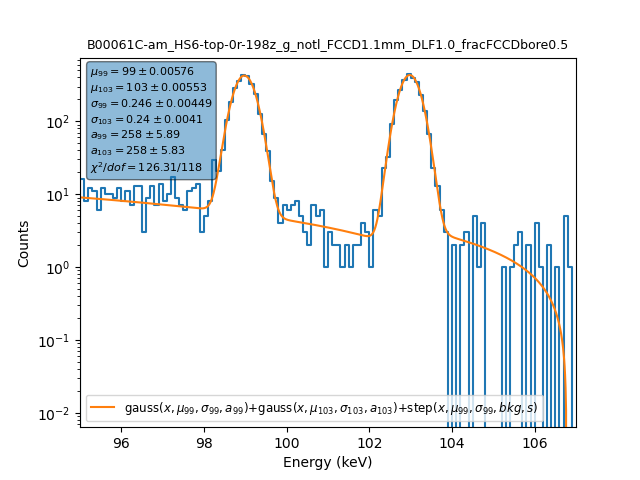 B00061C-am_HS6-top-0r-198z_g_notl_FCCD1.1mm_DLF1.0_fracFCCDbore0.5
μ₉₉ = 99 ± 0.00576
μ₁₀₃ = 103 ± 0.00553
σ₉₉ = 0.246 ± 0.00449
σ₁₀₃ = 0.24 ± 0.0041
a₉₉ = 258 ± 5.89
a₁₀₃ = 258 ± 5.83
χ²/dof = 126.31/118
10²
10¹
10⁰
10⁻¹
10⁻²
Counts
gauss(x, μ₉₉, σ₉₉, a₉₉)+gauss(x, μ₁₀₃, σ₁₀₃, a₁₀₃)+step(x, μ₉₉, σ₉₉, bkg, s)
96 98 100 102 104 106
Energy (keV)